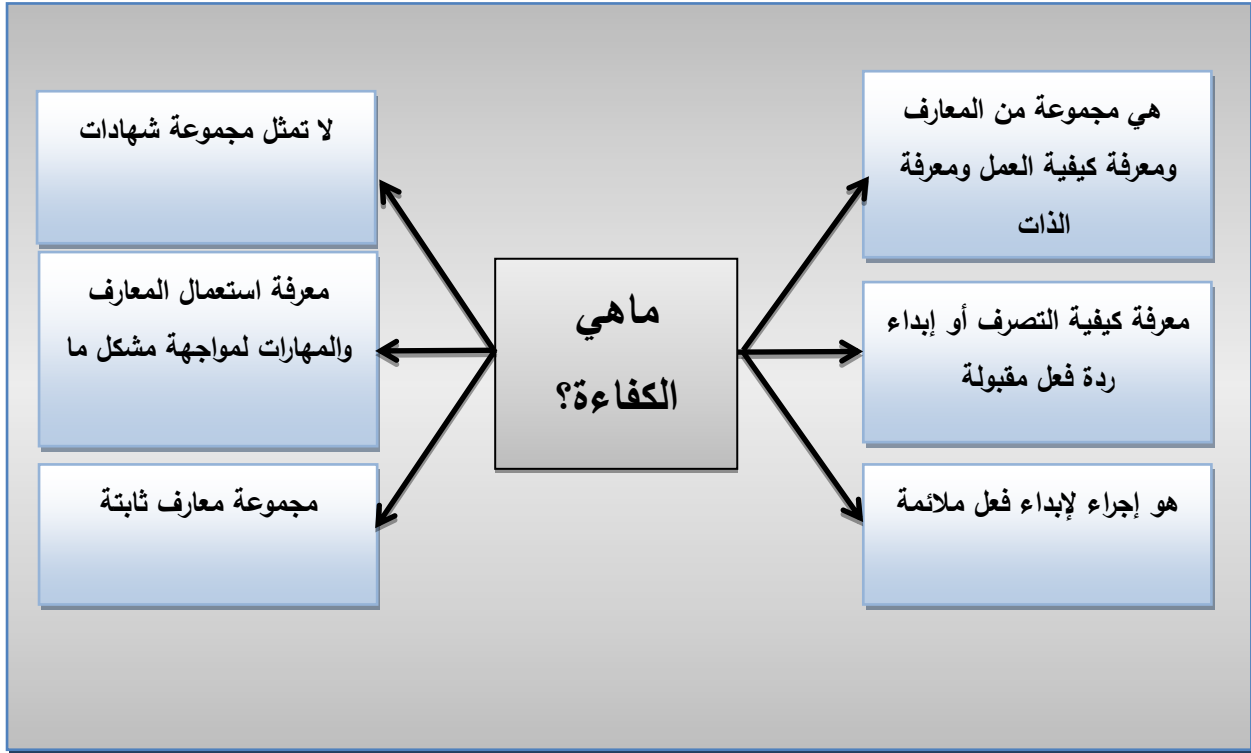 ماهي
الكفاءة؟
هي مجموعة من المعارف
ومعرفة كيفية العمل ومعرفة
الذات
معرفة كيفية التصرف أو إبداء
ردة فعل مقبولة
هو إجراء لإبداء فعل ملائمة
لا تمثل مجموعة شهادات
معرفة استعمال المعارف
والمهارات لمواجهة مشكل ما
مجموعة معارف ثابتة